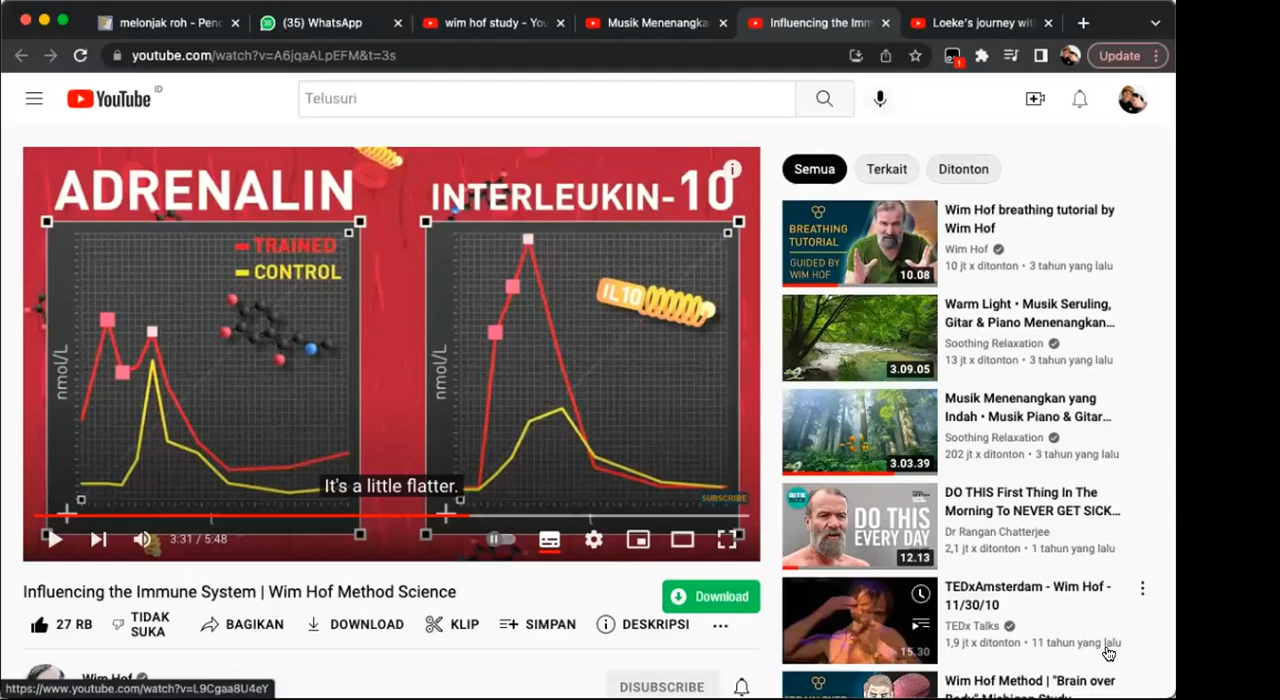 melonjak roh - Penc
(35) WhatsApp
wim hof study - Yo
Musik Menenangka
Influencing the Imm
Loeke's journey wit
youtube.com/watch?v=A6jqaALpEFM&t=3s
1
Update
YouTube ID
Telusuri
ADRENALIN
INTERLEUKIN-10
TRAINED
CONTROL
IL10
nmol/L
nmol/L
It's a little flatter.
SUBSCRIBE
3:31 / 5:48
Influencing the Immune System | Wim Hof Method Science
Download
27 RB
TIDAK SUKA
BAGIKAN
DOWNLOAD
KLIP
SIMPAN
DESKRIPSI
Wim Hof
DISUBSCRIBE
https://www.youtube.com/watch?v=L9Cgaa8U4eY
Semua
Terkait
Ditonton
BREATHING
TUTORIAL
GUIDED BY
WIM HOF
10.08
Wim Hof breathing tutorial by
Wim Hof
Wim Hof
10 jt x ditonton • 3 tahun yang lalu
3.09.05
Warm Light • Musik Seruling,
Gitar & Piano Menenangkan...
Soothing Relaxation
13 jt x ditonton • 3 tahun yang lalu
3.03.39
Musik Menenangkan yang
Indah • Musik Piano & Gitar...
Soothing Relaxation
202 jt x ditonton • 3 tahun yang lalu
DO THIS
EVERY DAY
12.13
DO THIS First Thing In The
Morning To NEVER GET SICK...
Dr Rangan Chatterjee
2,1 jt x ditonton • 1 tahun yang lalu
15.30
TEDxAmsterdam - Wim Hof -
11/30/10
TEDx Talks
1,9 jt x ditonton • 11 tahun yang lalu
Wim Hof Method | "Brain over
Body" Michigan Study